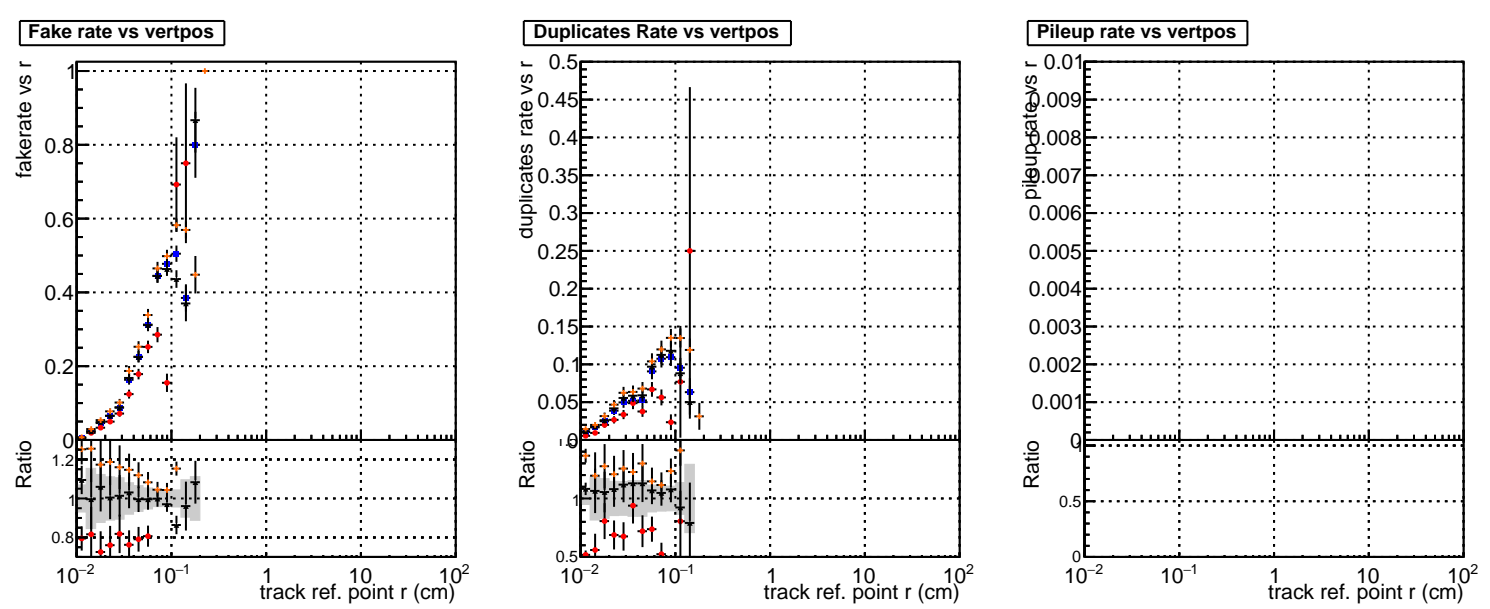 Fake rate vs vertpos
fakerate vs r
1
0.8
0.6
0.4
0.2
0
Ratio
1.2
1
0.8
10⁻² 10⁻¹ 1 10 10²
track ref. point r (cm)
Duplicates Rate vs vertpos
duplicates rate vs r
0.5
0.45
0.4
0.35
0.3
0.25
0.2
0.15
0.1
0.05
0
Ratio
1
0.5
10⁻² 10⁻¹ 1 10 10²
track ref. point r (cm)
Pileup rate vs vertpos
pileup rate vs r
0.01
0.009
0.008
0.007
0.006
0.005
0.004
0.003
0.002
0.001
0
Ratio
1
0.5
0
10⁻² 10⁻¹ 1 10 10²
track ref. point r (cm)